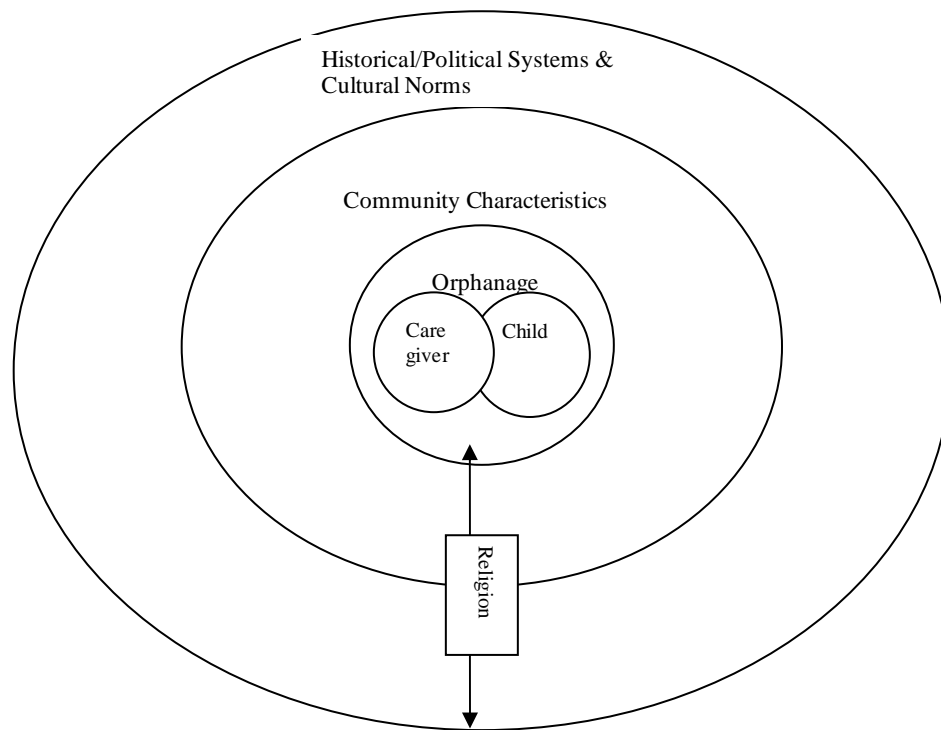 Historical/Political Systems &
Cultural Norms
Community Characteristics
Orphanage
Care
giver
Child
Religion